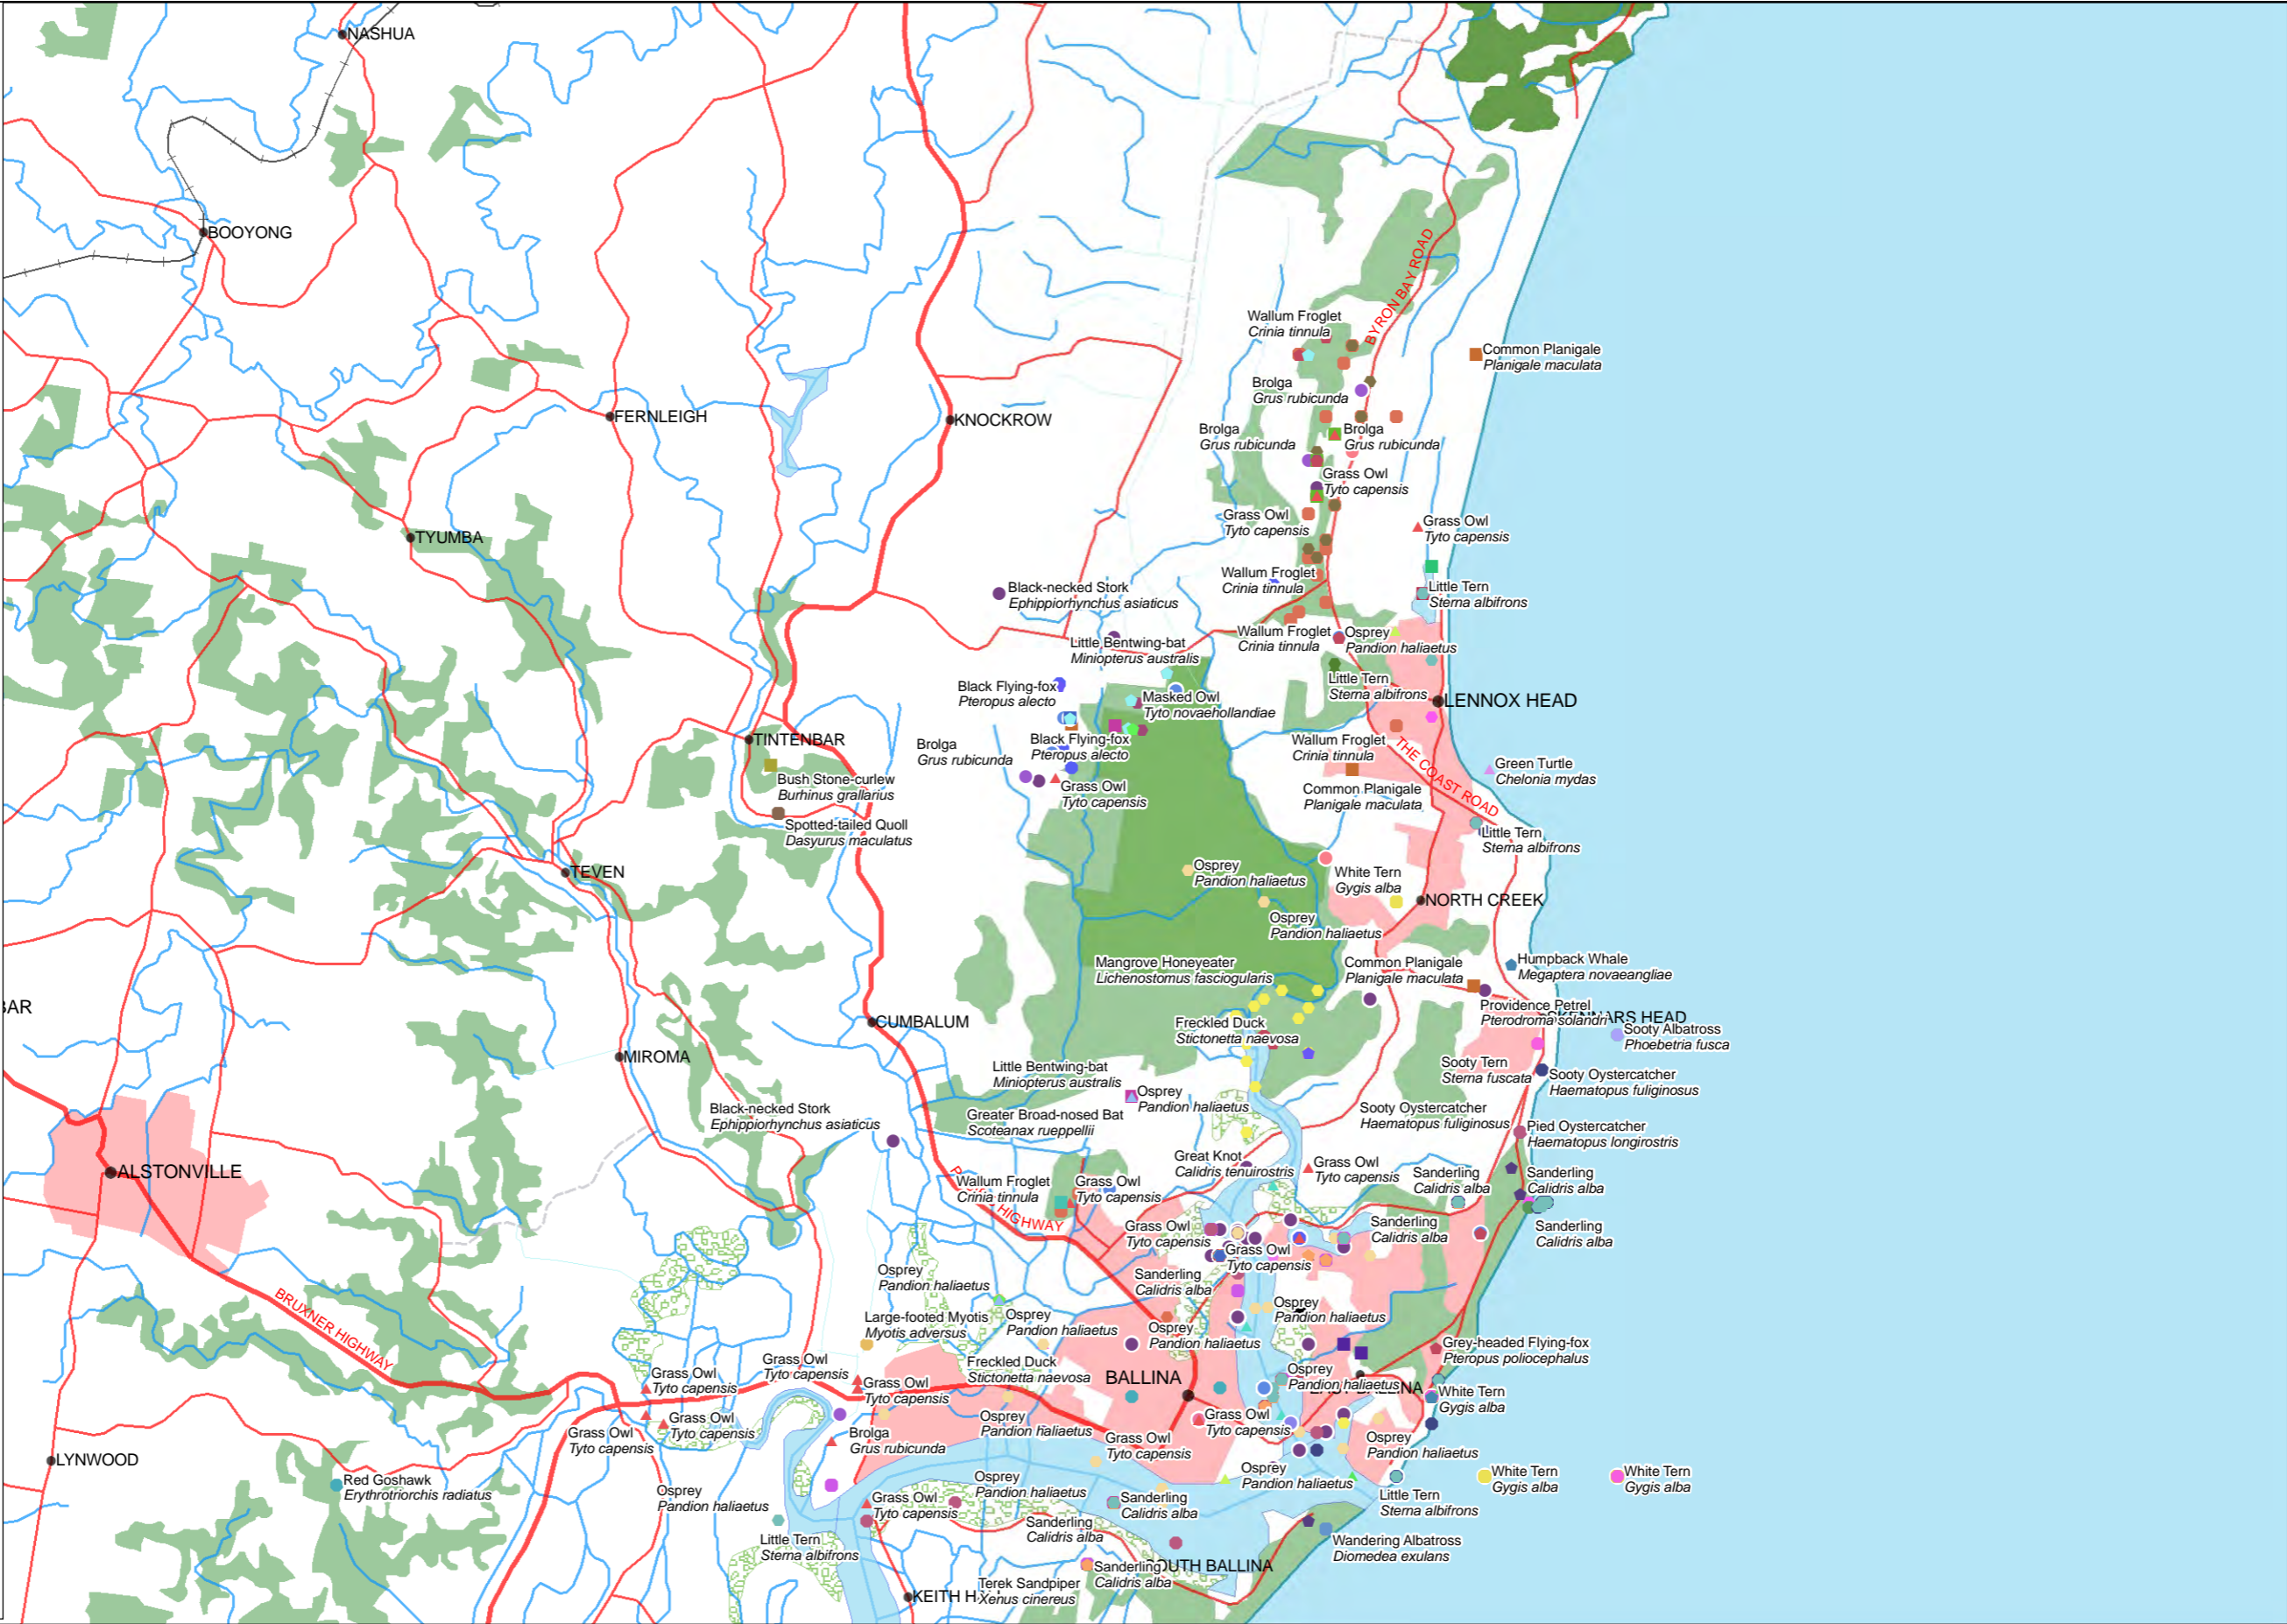 NASHUA
BOOYONG
BYRON BAY ROAD
Wallum Froglet
Crinia tinnula
Common Planigale
Planigale maculata
Brolga
Grus rubicunda
FERNLEIGH
KNOCKROW
Brolga
Grus rubicunda
Brolga
Grus rubicunda
Grass Owl
Tyto capensis
Grass Owl
Tyto capensis
Grass Owl
Tyto capensis
TYUMBA
Wallum Froglet
Crinia tinnula
Black-necked Stork
Ephippiorhynchus asiaticus
Little Tern
Sterna albifrons
Little Bentwing-bat
Miniopterus australis
Wallum Froglet
Crinia tinnula
Osprey
Pandion haliaetus
Black Flying-fox
Pteropus alecto
Masked Owl
Tyto novaehollandiae
Little Tern
Sterna albifrons
LENNOX HEAD
TINTENBAR
Brolga
Grus rubicunda
Black Flying-fox
Pteropus alecto
Wallum Froglet
Crinia tinnula
THE COAST ROAD
Green Turtle
Chelonia mydas
Bush Stone-curlew
Burhinus grallarius
Grass Owl
Tyto capensis
Common Planigale
Planigale maculata
Spotted-tailed Quoll
Dasyurus maculatus
Little Tern
Sterna albifrons
TEVEN
Osprey
Pandion haliaetus
White Tern
Gygis alba
NORTH CREEK
Osprey
Pandion haliaetus
Mangrove Honeyeater
Lichenostomus fasciogularis
Common Planigale
Planigale maculata
Humpback Whale
Megaptera novaeangliae
BAR
CUMBALUM
Providence Petrel
Pterodroma solandri
SKENNARS HEAD
Freckled Duck
Stictonetta naevosa
Sooty Albatross
Phoebetria fusca
MIROMA
Little Bentwing-bat
Miniopterus australis
Sooty Tern
Sterna fuscata
Sooty Oystercatcher
Haematopus fuliginosus
Osprey
Pandion haliaetus
Black-necked Stork
Ephippiorhynchus asiaticus
Greater Broad-nosed Bat
Scoteanax rueppellii
Sooty Oystercatcher
Haematopus fuliginosus
Pied Oystercatcher
Haematopus longirostris
ALSTONVILLE
Great Knot
Calidris tenuirostris
Grass Owl
Tyto capensis
Sanderling
Calidris alba
Sanderling
Calidris alba
Wallum Froglet
Crinia tinnula
Grass Owl
Tyto capensis
HIGHWAY
Grass Owl
Tyto capensis
Sanderling
Calidris alba
Sanderling
Calidris alba
Grass Owl
Tyto capensis
Osprey
Pandion haliaetus
Sanderling
Calidris alba
BRUXNER HIGHWAY
Large-footed Myotis
Myotis adversus
Osprey
Pandion haliaetus
Osprey
Pandion haliaetus
Osprey
Pandion haliaetus
Grey-headed Flying-fox
Pteropus poliocephalus
Grass Owl
Tyto capensis
Grass Owl
Tyto capensis
Grass Owl
Tyto capensis
Freckled Duck
Stictonetta naevosa
BALLINA
Osprey
Pandion haliaetus
EAST BALLINA
White Tern
Gygis alba
Grass Owl
Tyto capensis
Grass Owl
Tyto capensis
Brolga
Grus rubicunda
Osprey
Pandion haliaetus
Grass Owl
Tyto capensis
Grass Owl
Tyto capensis
Osprey
Pandion haliaetus
LYNWOOD
Red Goshawk
Erythrotriorchis radiatus
Osprey
Pandion haliaetus
Osprey
Pandion haliaetus
Osprey
Pandion haliaetus
White Tern
Gygis alba
White Tern
Gygis alba
Grass Owl
Tyto capensis
Sanderling
Calidris alba
Little Tern
Sterna albifrons
Little Tern
Sterna albifrons
Sanderling
Calidris alba
Wandering Albatross
Diomedea exulans
Sanderling
Calidris alba
SOUTH BALLINA
KEITH H
Terek Sandpiper
Xenus cinereus